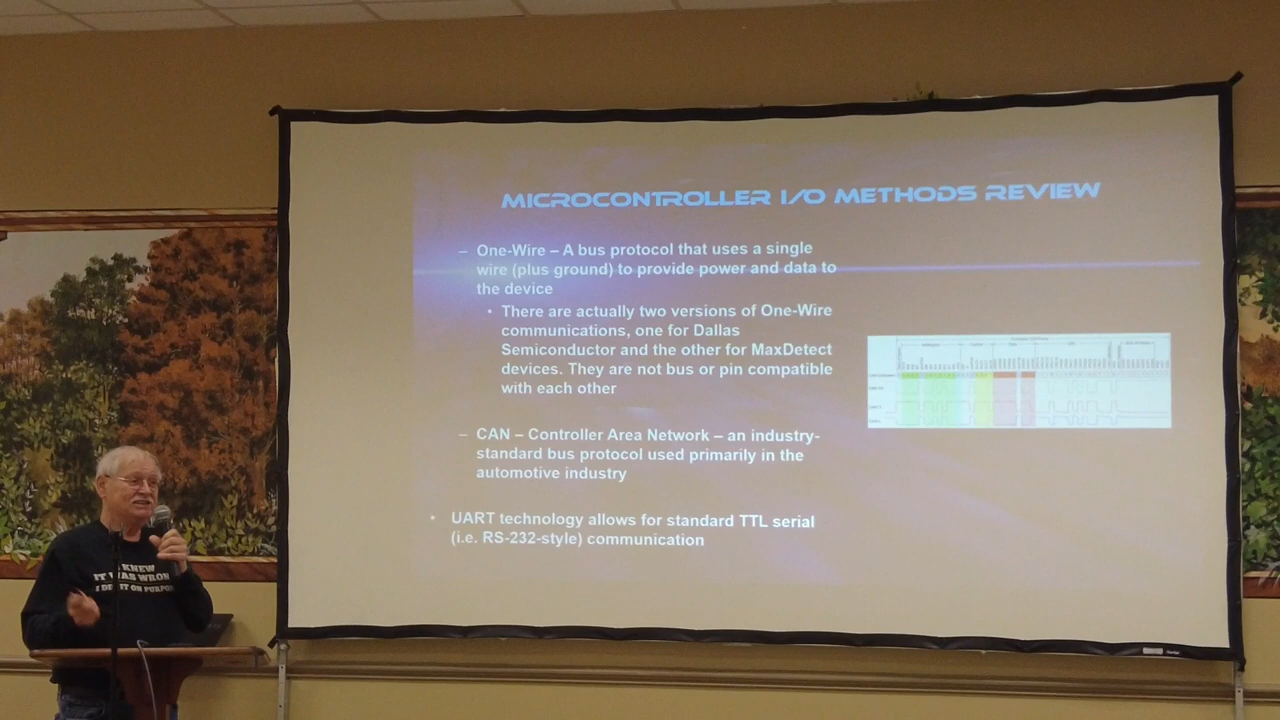 MICROCONTROLLER I/O METHODS REVIEW
– One-Wire – A bus protocol that uses a single
wire (plus ground) to provide power and data to
the device
• There are actually two versions of One-Wire
communications, one for Dallas
Semiconductor and the other for MaxDetect
devices. They are not bus or pin compatible
with each other
– CAN – Controller Area Network – an industry-
standard bus protocol used primarily in the
automotive industry
• UART technology allows for standard TTL serial
(i.e. RS-232-style) communication
KNEW
IT WAS WRON
I DID IT ON PURPOS